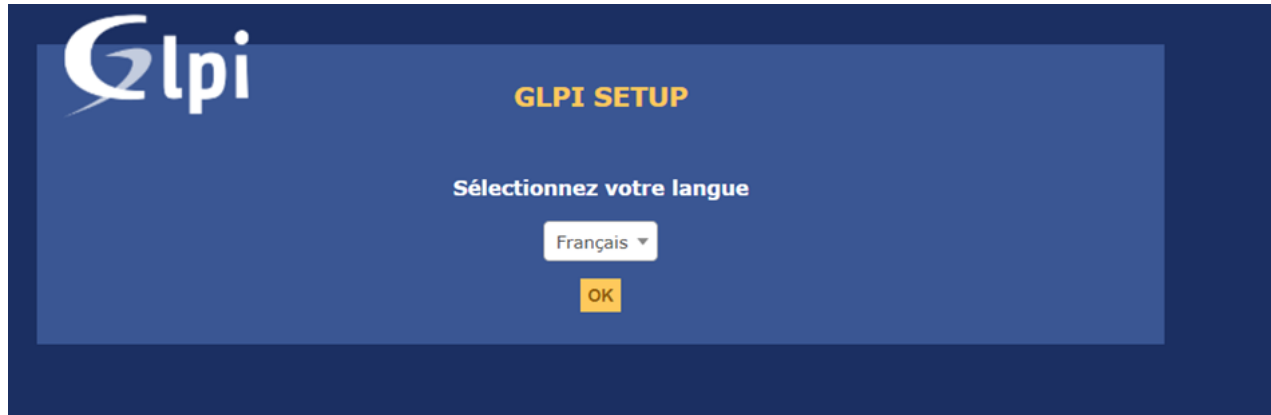 Glpi
GLPI SETUP
Sélectionnez votre langue
Français
OK